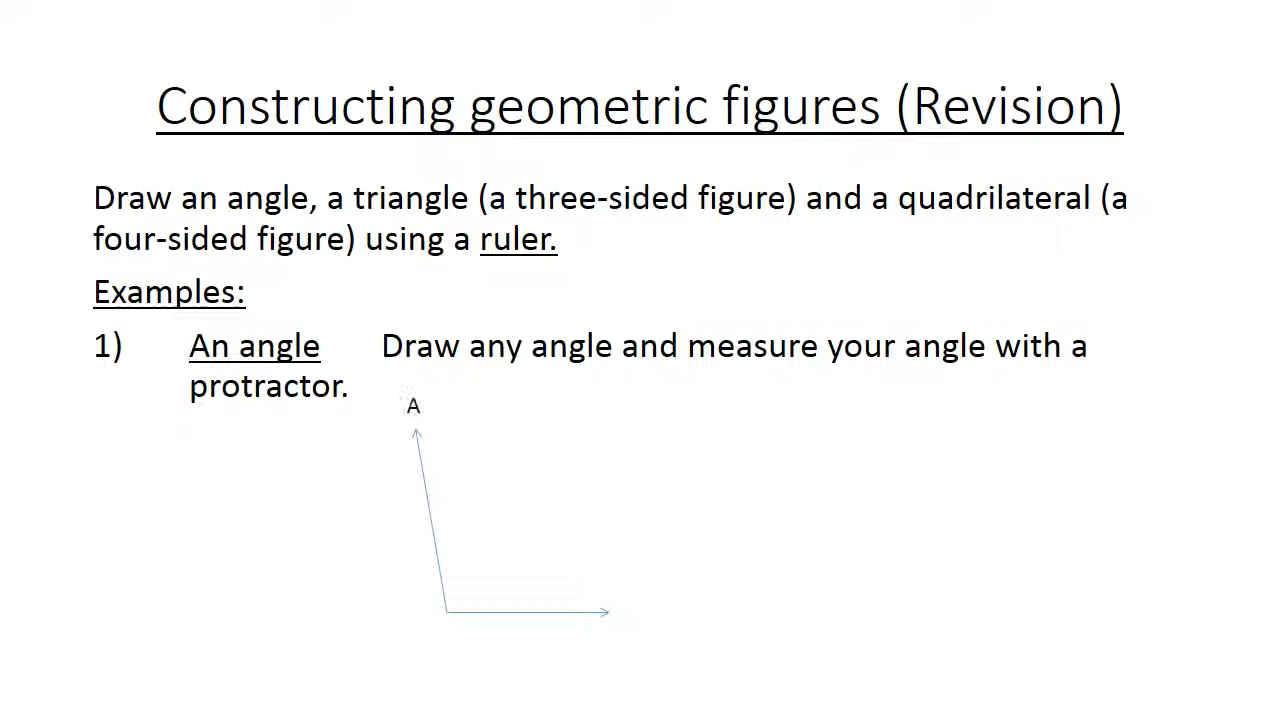 Constructing geometric figures (Revision)
Draw an angle, a triangle (a three-sided figure) and a quadrilateral (a
four-sided figure) using a ruler.
Examples:
1) An angle Draw any angle and measure your angle with a
protractor.
A